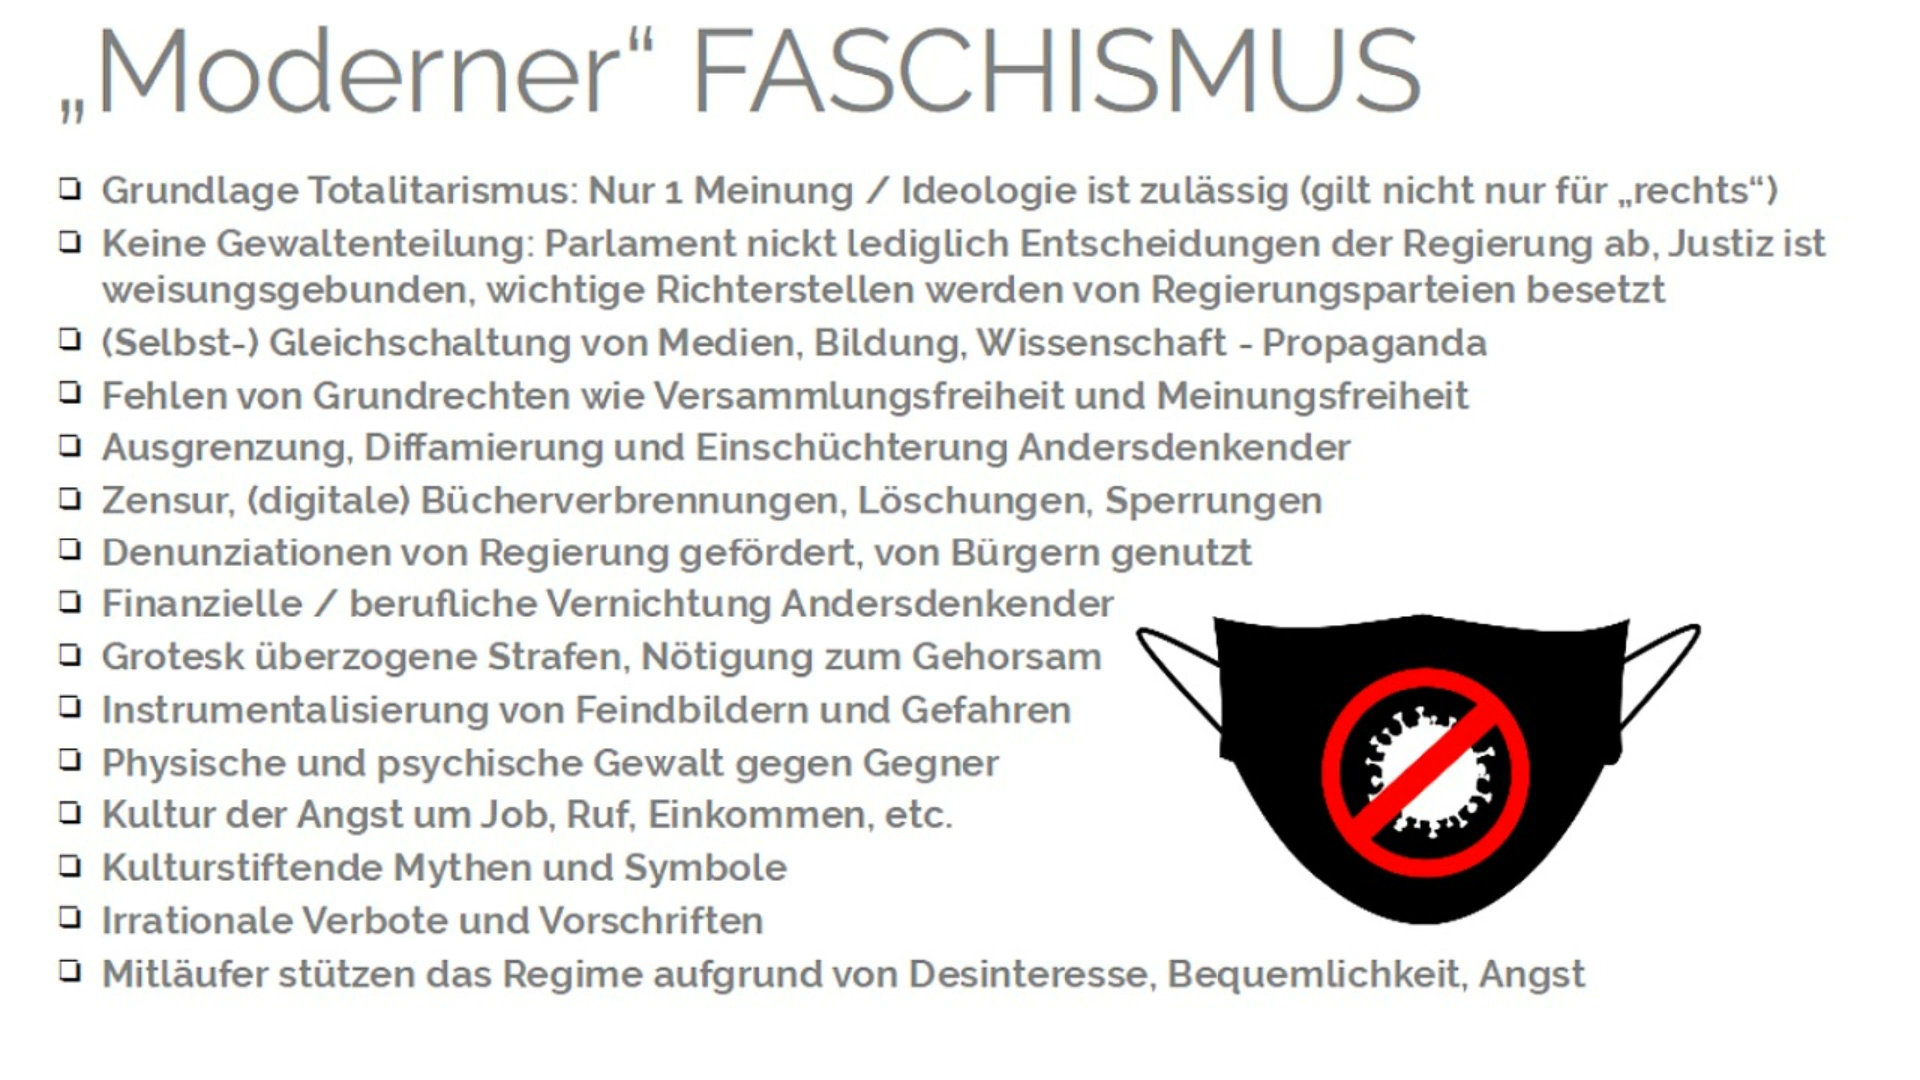 „Moderner“ FASCHISMUS
❏ Grundlage Totalitarismus: Nur 1 Meinung / Ideologie ist zulässig (gilt nicht nur für „rechts“)
❏ Keine Gewaltenteilung: Parlament nickt lediglich Entscheidungen der Regierung ab, Justiz ist
weisungsgebunden, wichtige Richterstellen werden von Regierungsparteien besetzt
❏ (Selbst-) Gleichschaltung von Medien, Bildung, Wissenschaft - Propaganda
❏ Fehlen von Grundrechten wie Versammlungsfreiheit und Meinungsfreiheit
❏ Ausgrenzung, Diffamierung und Einschüchterung Andersdenkender
❏ Zensur, (digitale) Bücherverbrennungen, Löschungen, Sperrungen
❏ Denunziationen von Regierung gefördert, von Bürgern genutzt
❏ Finanzielle / berufliche Vernichtung Andersdenkender
❏ Grotesk überzogene Strafen, Nötigung zum Gehorsam
❏ Instrumentalisierung von Feindbildern und Gefahren
❏ Physische und psychische Gewalt gegen Gegner
❏ Kultur der Angst um Job, Ruf, Einkommen, etc.
❏ Kulturstiftende Mythen und Symbole
❏ Irrationale Verbote und Vorschriften
❏ Mitläufer stützen das Regime aufgrund von Desinteresse, Bequemlichkeit, Angst